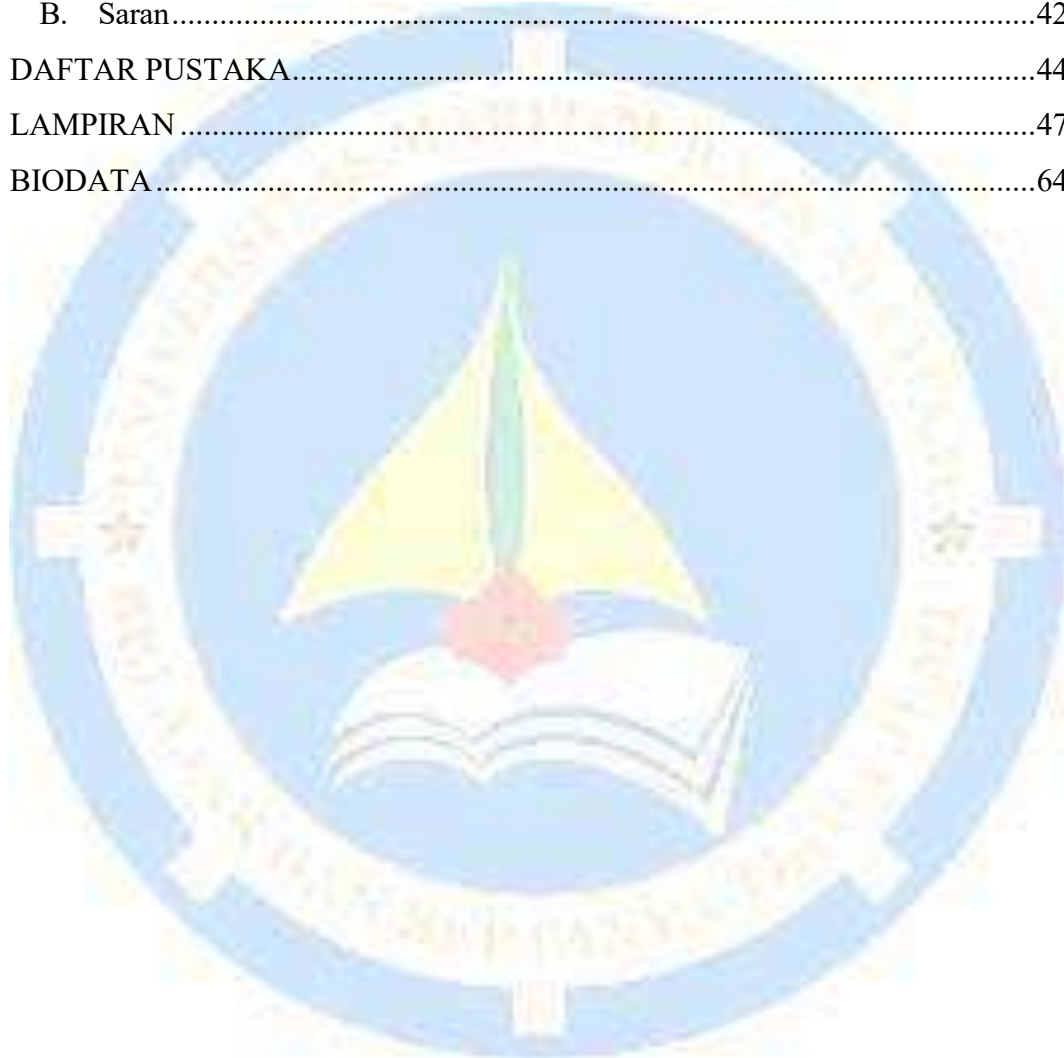 B. Saran........................................................................................................42
DAFTAR PUSTAKA.........................................................................................44
LAMPIRAN.......................................................................................................47
BIODATA..........................................................................................................64